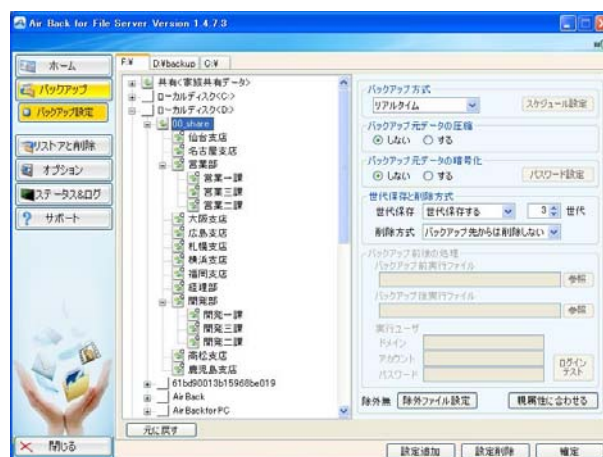 Air Back for File Server Version 1.4.7.3
ホーム
バックアップ
バックアップ設定
リストアと削除
オプション
ステータス&ログ
サポート
閉じる
F:¥ D:¥backup C:¥
共有<家族共有データ>
ローカルディスク<C:>
ローカルディスク<D:>
00_share
仙台支店
名古屋支店
営業部
営業一課
営業三課
営業二課
大阪支店
広島支店
札幌支店
横浜支店
福岡支店
経理部
開発部
開発一課
開発三課
開発二課
高松支店
鹿児島支店
61bd90013b15968be019
AirBack
AirBackforPC
元に戻す
バックアップ方式
リアルタイム スケジュール設定
バックアップ元データの圧縮
しない する
バックアップ元データの暗号化
しない する パスワード設定
世代保存と削除方式
世代保存 世代保存する 3 世代
削除方式 バックアップ先からは削除しない
バックアップ前後の処理
バックアップ前実行ファイル
参照
バックアップ後実行ファイル
参照
実行ユーザ
ドメイン
アカウント
パスワード
ログイン
テスト
除外無 除外ファイル設定 親属性に合わせる
設定追加 設定削除 確定